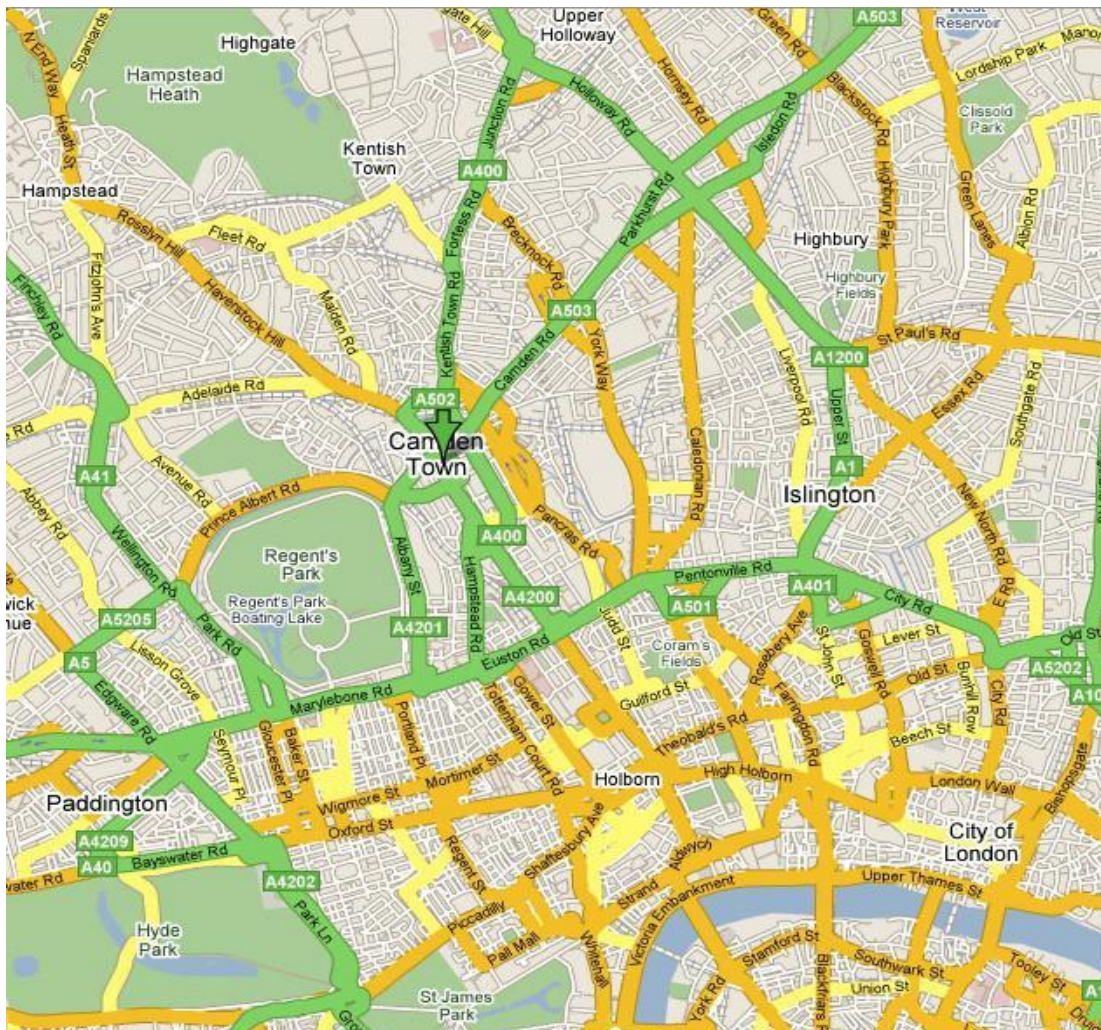 West
Reservoir
A503
Upper
Holloway
Highgate
N End Way
Spaniards
Hampstead
Heath
Heath St
Green Rd
Manor
Lordship Park
Hornsey Rd
Holloway Rd
Junction Rd
Blackstock Rd
Isledon Rd
Clissold
Park
Kentish
Town
A400
Hampstead
Highbury Park
Green Lanes
Albion Rd
Parkhurst Rd
Fortess Rd
Rosslyn Hill
Fleet Rd
Brecknock Rd
Highbury
Highbury
Fields
Finchley Rd
Fitzjohn's Ave
Haverstock Hill
Malden Rd
Kentish Town Rd
Camden Rd
A503
York Way
St Paul's Rd
A1200
Liverpool Rd
Upper St
Essex Rd
Southgate Rd
Adelaide Rd
A502
Camden
Town
Caledonian Rd
A41
Avenue Rd
Abbey Rd
Prince Albert Rd
A1
Islington
Wellington Rd
Regent's
Park
Regent's Park
Boating Lake
Albany St
A400
Pancras Rd
New North Rd
Hampstead Rd
A4200
Pentonville Rd
A401
City Rd
E Rd
A5205
Park Rd
A4201
Euston Rd
Judd St
A501
Rosebery Ave
St John St
Goswell Rd
Lever St
Old St
A5202
A5
Lisson Grove
Coram's
Fields
Edgware Rd
Marylebone Rd
Gower St
Guilford St
Farringdon Rd
Old St
Bunhill Row
City Rd
Seymour Pl
Gloucester Pl
Baker St
Portland Pl
Tottenham Court Rd
Theobald's Rd
Beech St
Mortimer St
Holborn
High Holborn
London Wall
Bishopsgate
Paddington
Wigmore St
Oxford St
A4209
Bayswater Rd
A40
A4202
Regent St
Shaftesbury Ave
Aldwych
City of
London
Park Ln
Piccadilly
Strand
Victoria Embankment
Upper Thames St
Hyde
Park
Pall Mall
Whitehall
Stamford St
Southwark St
Tooley St
St James
Park
York Rd
Union St